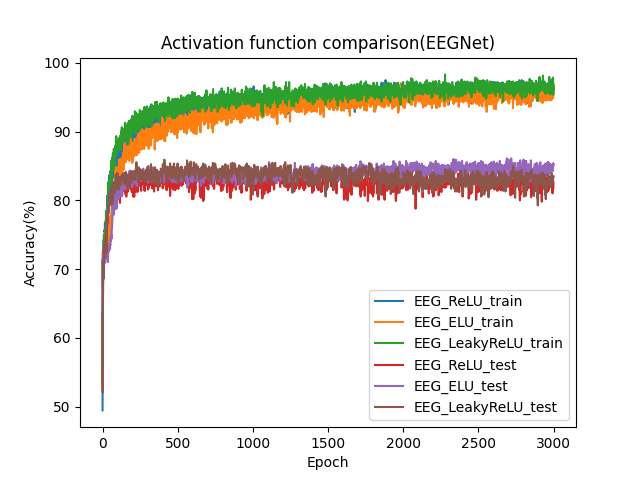 Activation function comparison(EEGNet)
100
90
80
70
60
50
Accuracy(%)
EEG_ReLU_train
EEG_ELU_train
EEG_LeakyReLU_train
EEG_ReLU_test
EEG_ELU_test
EEG_LeakyReLU_test
0 500 1000 1500 2000 2500 3000
Epoch